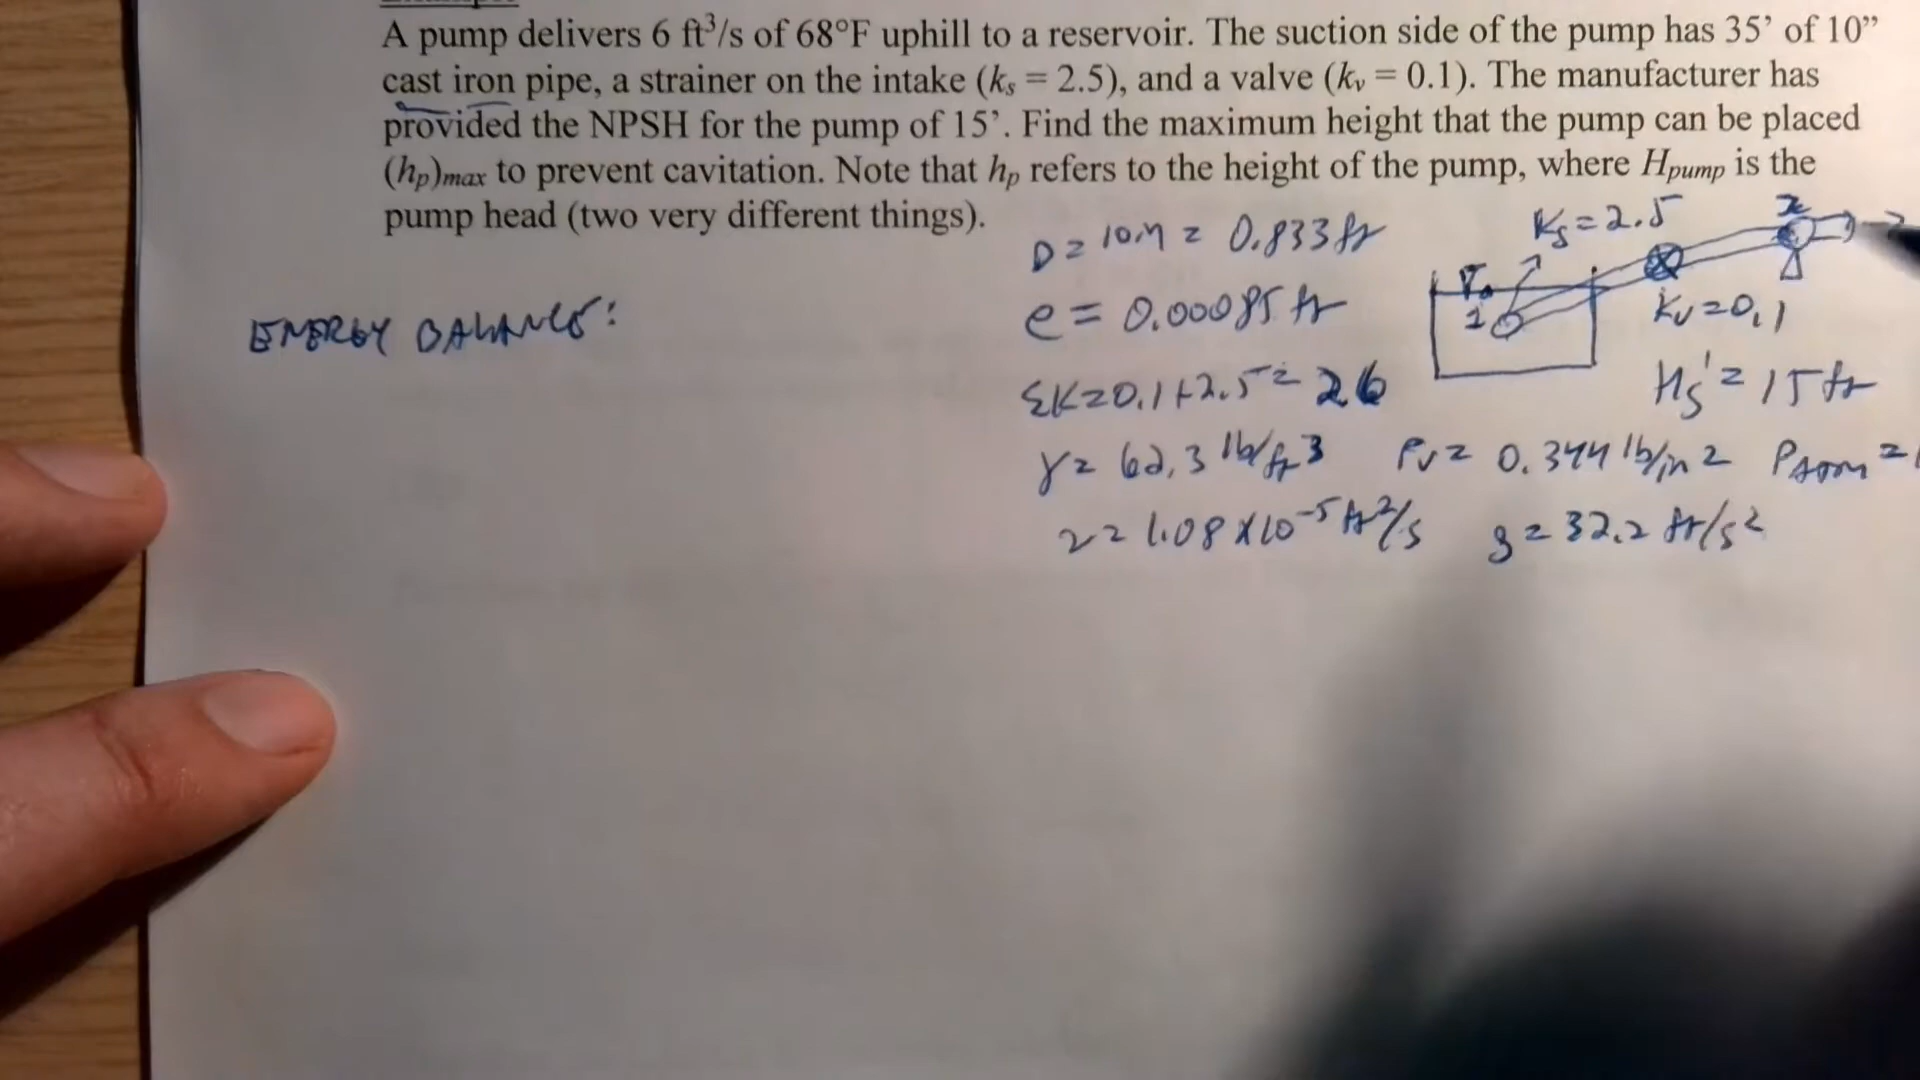 A pump delivers 6 ft³/s of 68°F uphill to a reservoir. The suction side of the pump has 35’ of 10”
cast iron pipe, a strainer on the intake (kₛ = 2.5), and a valve (kᵥ = 0.1). The manufacturer has
provided the NPSH for the pump of 15’. Find the maximum height that the pump can be placed
(hₚ)max to prevent cavitation. Note that hₚ refers to the height of the pump, where Hpump is the
pump head (two very different things).
Ks = 2.5
2
D = 10in = 0.833 ft
1
Kv = 0.1
ENERGY BALANCE:
e = 0.00085 ft
ΣK = 0.1 + 2.5 = 2.6
Hs' = 15 ft
γ = 62.3 lb/ft3 Pv = 0.344 lb/in2 PATM =
ν = 1.08 x 10⁻⁵ ft²/s g = 32.2 ft/s²